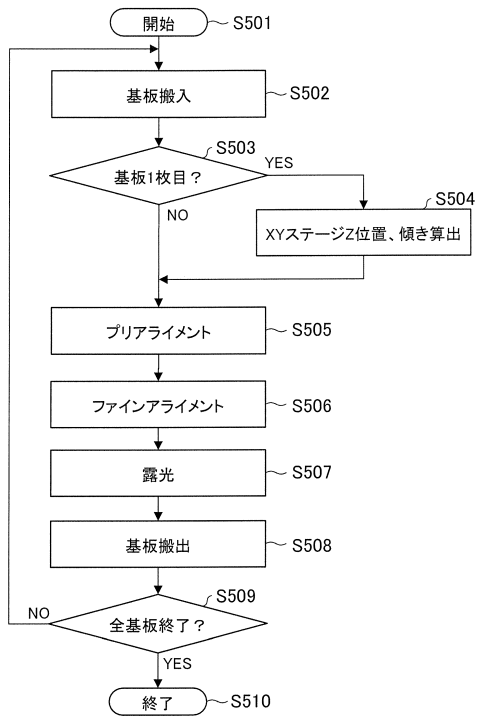 開始
S501
基板搬入
S502
基板1枚目？
S503
YES
NO
S504
XYステージZ位置、傾き算出
プリアライメント
S505
ファインアライメント
S506
露光
S507
基板搬出
S508
S509
NO
全基板終了？
YES
終了
S510